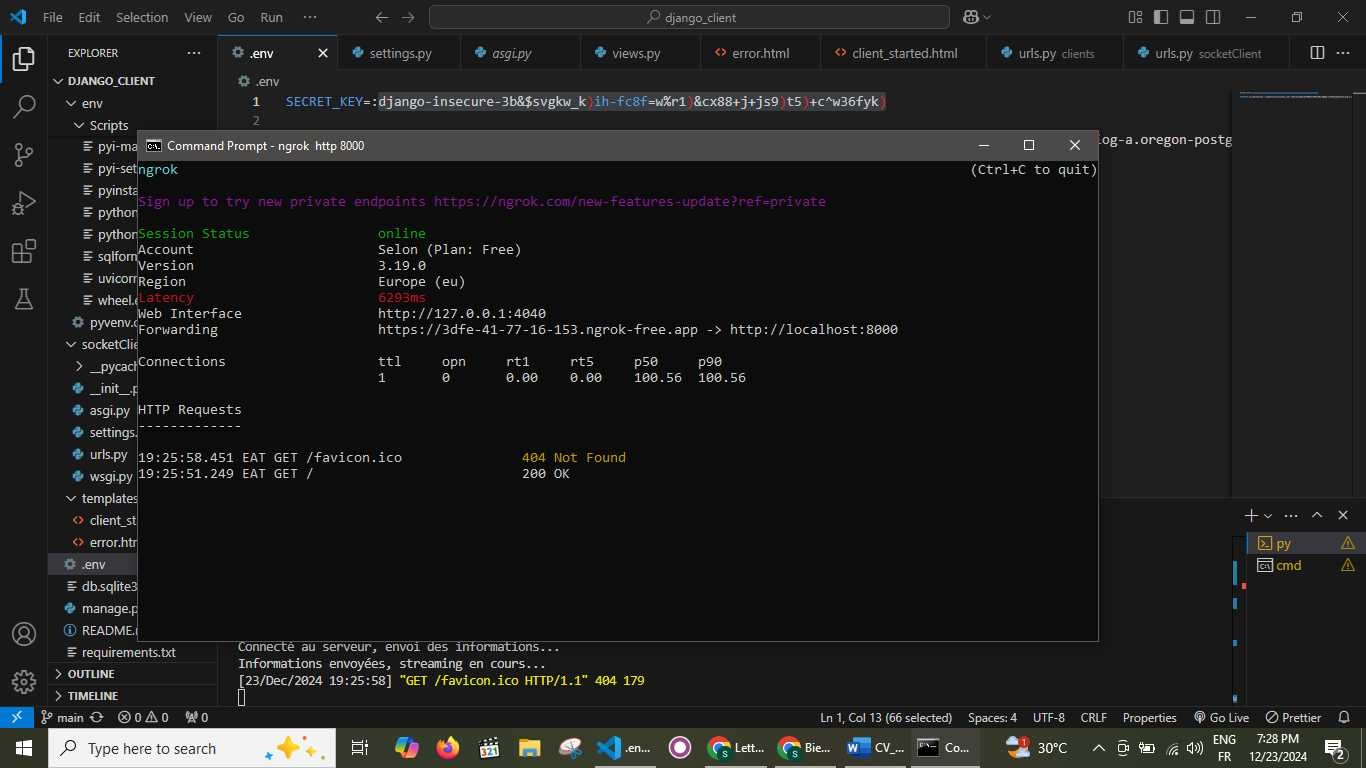 File Edit Selection View Go Run ··· django_client
EXPLORER ···
.env settings.py asgi.py views.py error.html client_started.html urls.py clients urls.py socketClient ···
DJANGO_CLIENT
.env
env
1 SECRET_KEY=:django-insecure-3b&$svgkw_k)ih-fc8f=w%r1)&cx88+j+js9)t5)+c^w36fyk)
2
Scripts
pyi-ma
og-a.oregon-postg
pyi-set
pyinsta
python
python
sqlform
uvicorn
wheel.e
pyvenv.c
socketClie
__pycach
__init__.p
asgi.py
settings.
urls.py
wsgi.py
templates
client_st
error.htm
.env
db.sqlite3
manage.p
README.
requirements.txt
OUTLINE
TIMELINE
Command Prompt - ngrok http 8000
ngrok (Ctrl+C to quit)
Sign up to try new private endpoints https://ngrok.com/new-features-update?ref=private
Session Status online
Account Selon (Plan: Free)
Version 3.19.0
Region Europe (eu)
Latency 6293ms
Web Interface http://127.0.0.1:4040
Forwarding https://3dfe-41-77-16-153.ngrok-free.app -> http://localhost:8000
Connections ttl opn rt1 rt5 p50 p90
1 0 0.00 0.00 100.56 100.56
HTTP Requests
-------------
19:25:58.451 EAT GET /favicon.ico 404 Not Found
19:25:51.249 EAT GET / 200 OK
py
cmd
Connecté au serveur, envoi des informations...
Informations envoyées, streaming en cours...
[23/Dec/2024 19:25:58] "GET /favicon.ico HTTP/1.1" 404 179
main 0 0 0 Ln 1, Col 13 (66 selected) Spaces: 4 UTF-8 CRLF Properties Go Live Prettier
Type here to search .en... Lett... Bie... CV_... Co... 30°C ENG 7:28 PM
FR 12/23/2024 2